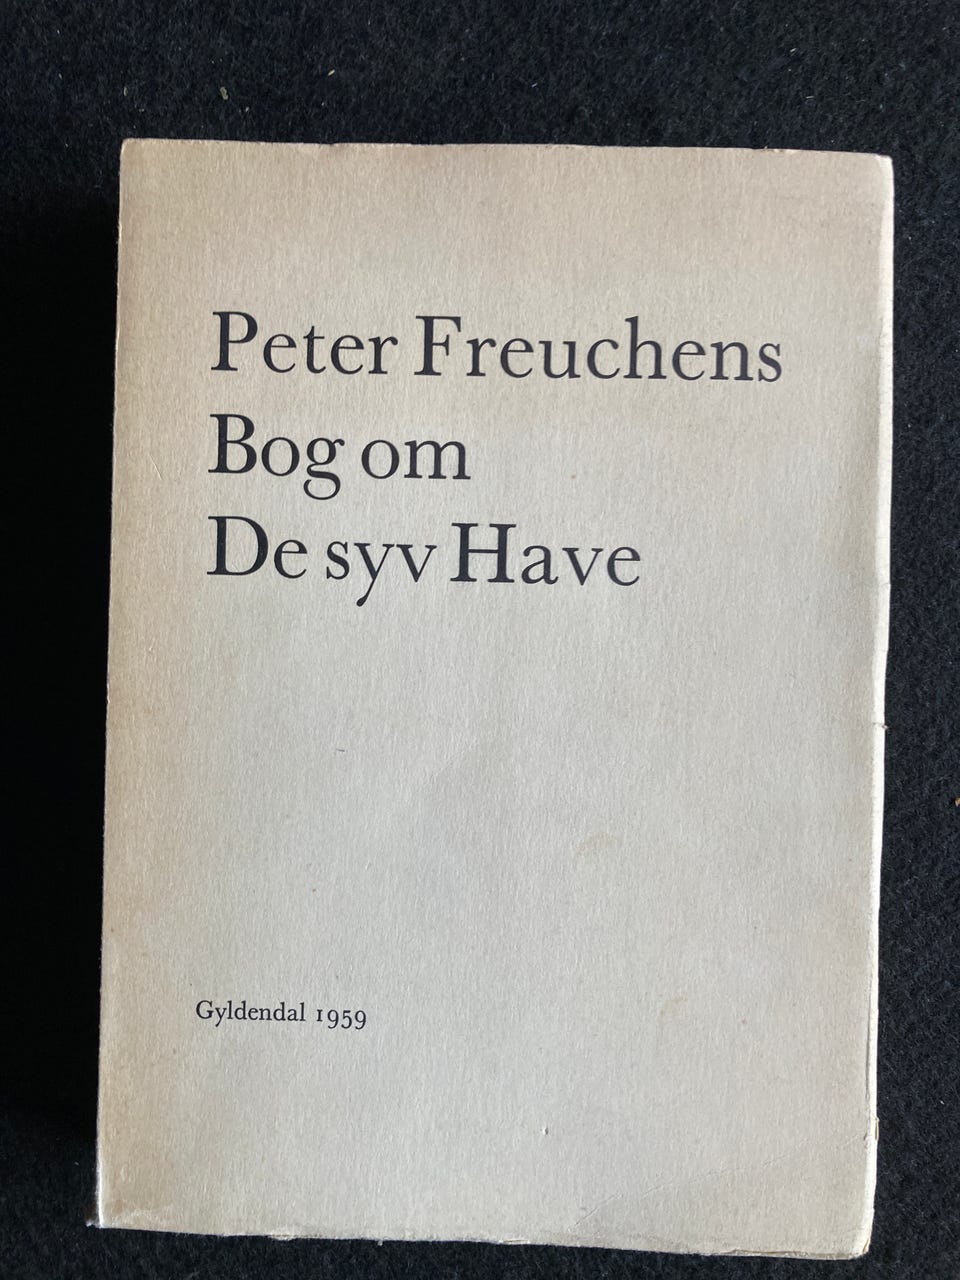 Peter Freuchens
Bog om
De syv Have
Gyldendal 1959